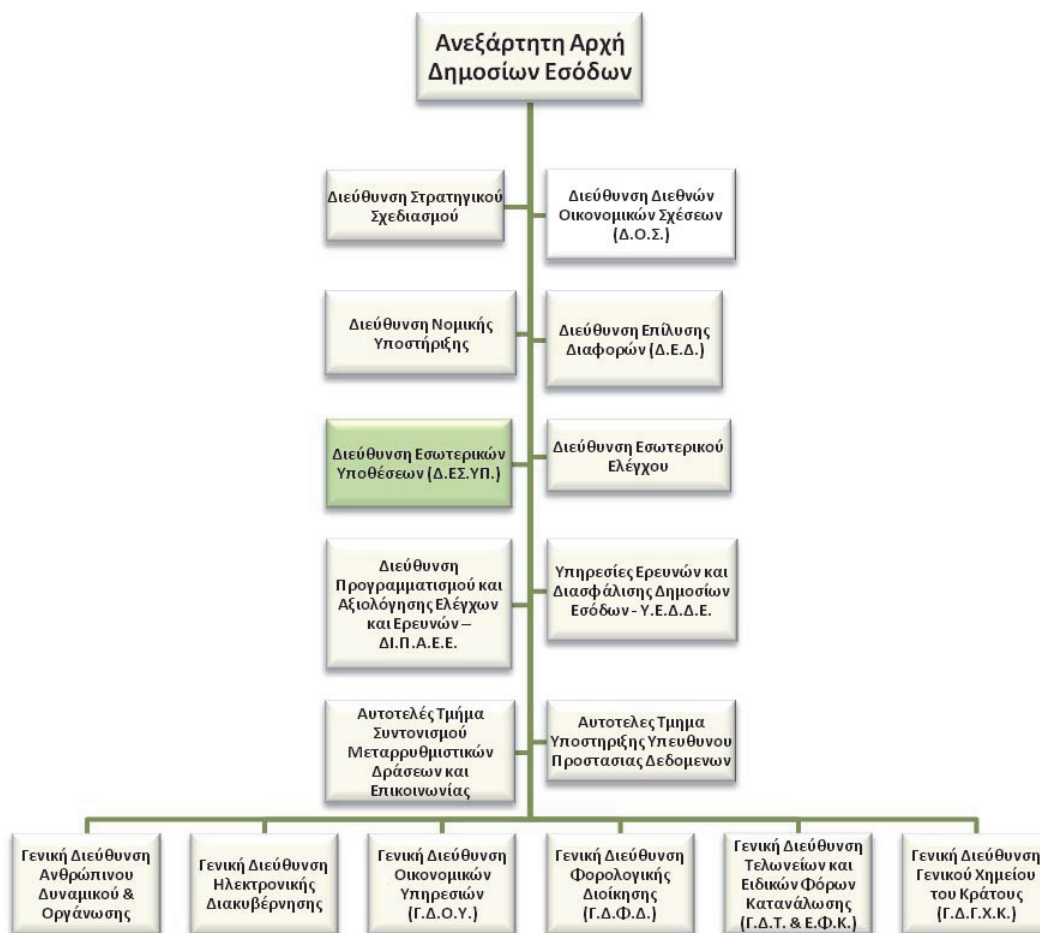 Ανεξάρτητη Αρχή
Δημοσίων Εσόδων
Διεύθυνση Στρατηγικού
Σχεδιασμού
Διεύθυνση Διεθνών
Οικονομικών Σχέσεων
(Δ.Ο.Σ.)
Διεύθυνση Νομικής
Υποστήριξης
Διεύθυνση Επίλυσης
Διαφορών (Δ.Ε.Δ.)
Διεύθυνση Εσωτερικών
Υποθέσεων (Δ.ΕΣ.ΥΠ.)
Διεύθυνση Εσωτερικού
Ελέγχου
Διεύθυνση
Προγραμματισμού και
Αξιολόγησης Ελέγχων
και Ερευνών –
ΔΙ.Π.Α.Ε.Ε.
Υπηρεσίες Ερευνών και
Διασφάλισης Δημοσίων
Εσόδων - Υ.Ε.Δ.Δ.Ε.
Αυτοτελές Τμήμα
Συντονισμού
Μεταρρυθμιστικών
Δράσεων και
Επικοινωνίας
Αυτοτελες Τμημα
Υποστηριξης Υπευθυνου
Προστασιας Δεδομενων
Γενική Διεύθυνση
Ανθρώπινου
Δυναμικού &
Οργάνωσης
Γενική Διεύθυνση
Ηλεκτρονικής
Διακυβέρνησης
Γενική Διεύθυνση
Οικονομικών
Υπηρεσιών
(Γ.Δ.Ο.Υ.)
Γενική Διεύθυνση
Φορολογικής
Διοίκησης
(Γ.Δ.Φ.Δ.)
Γενική Διεύθυνση
Τελωνείων και
Ειδικών Φόρων
Κατανάλωσης
(Γ.Δ.Τ. & Ε.Φ.Κ.)
Γενική Διεύθυνση
Γενικού Χημείου
του Κράτους
(Γ.Δ.Γ.Χ.Κ.)